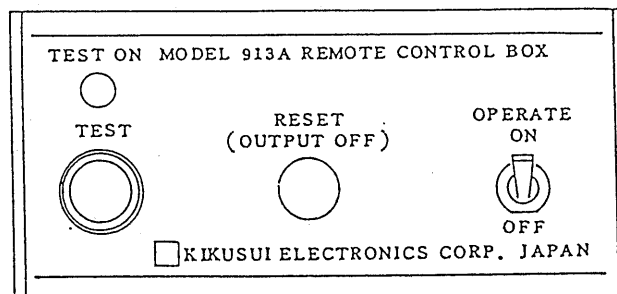 TEST ON MODEL 913A REMOTE CONTROL BOX
TEST
RESET
(OUTPUT OFF)
OPERATE
ON
OFF
KIKUSUI ELECTRONICS CORP. JAPAN